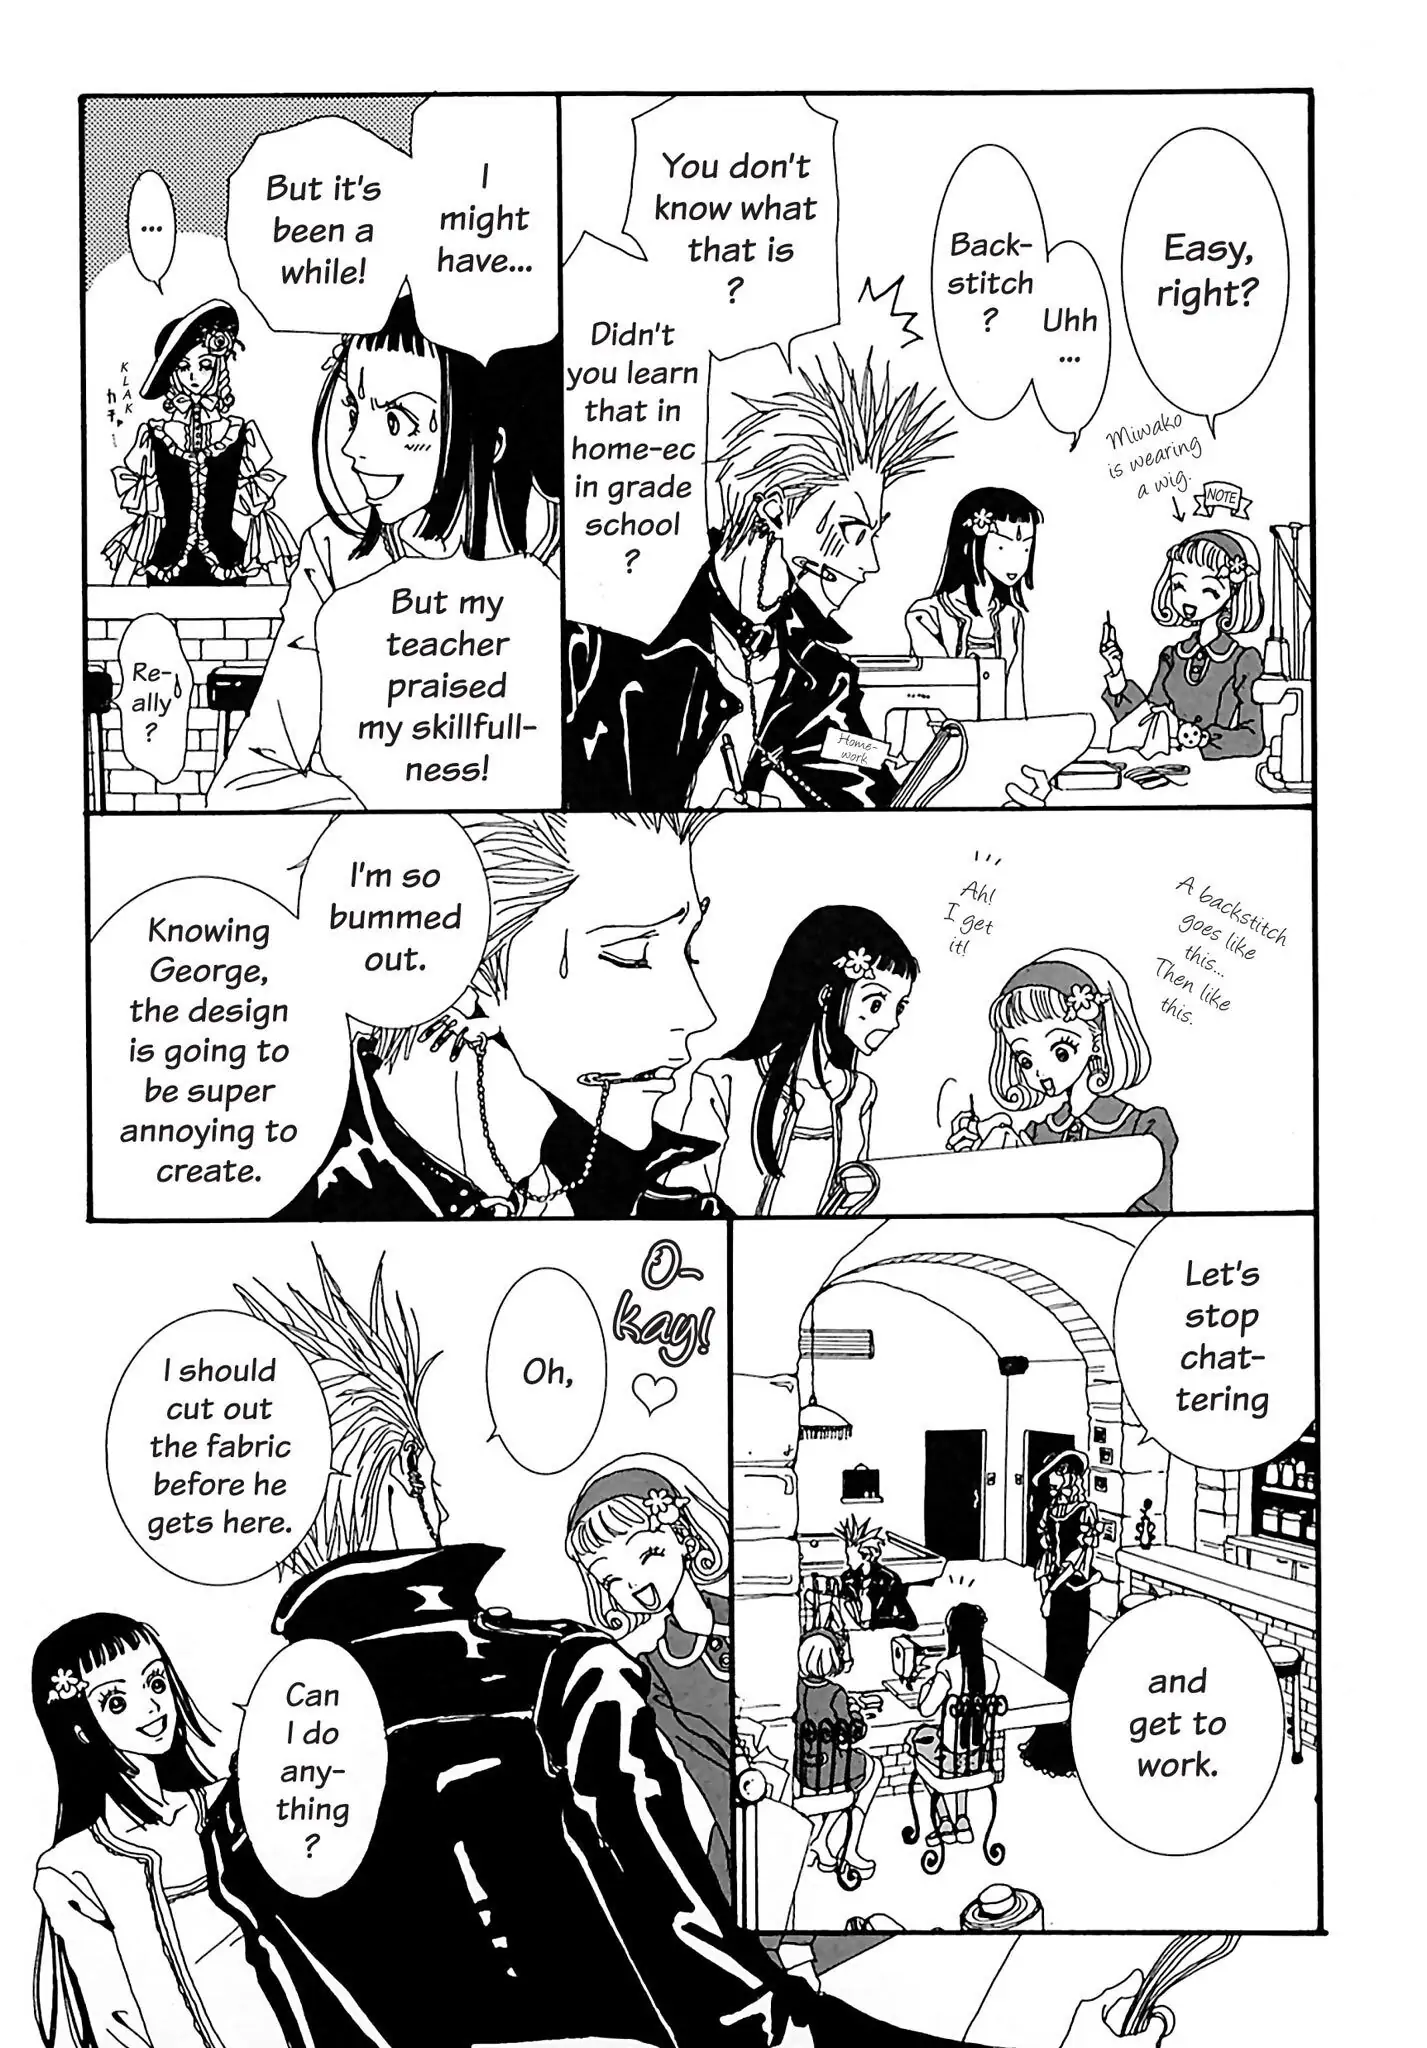 Easy,
right?
Miwako
is wearing
a wig.
NOTE
Uhh
...
Back-
stitch
?
You don't
know what
that is
?
Didn't
you learn
that in
home-ec
in grade
school
?
Home-
work
I
might
have...
But it's
been a
while!
But my
teacher
praised
my skillfull-
ness!
...
KLAK
Re-
ally
?
A backstitch
goes like
this...
Then like
this.
Ah!
I get
it!
I'm so
bummed
out.
Knowing
George,
the design
is going to
be super
annoying to
create.
Let's
stop
chat-
tering
and
get to
work.
O-
kay!
Oh,
I should
cut out
the fabric
before he
gets here.
Can
I do
any-
thing
?